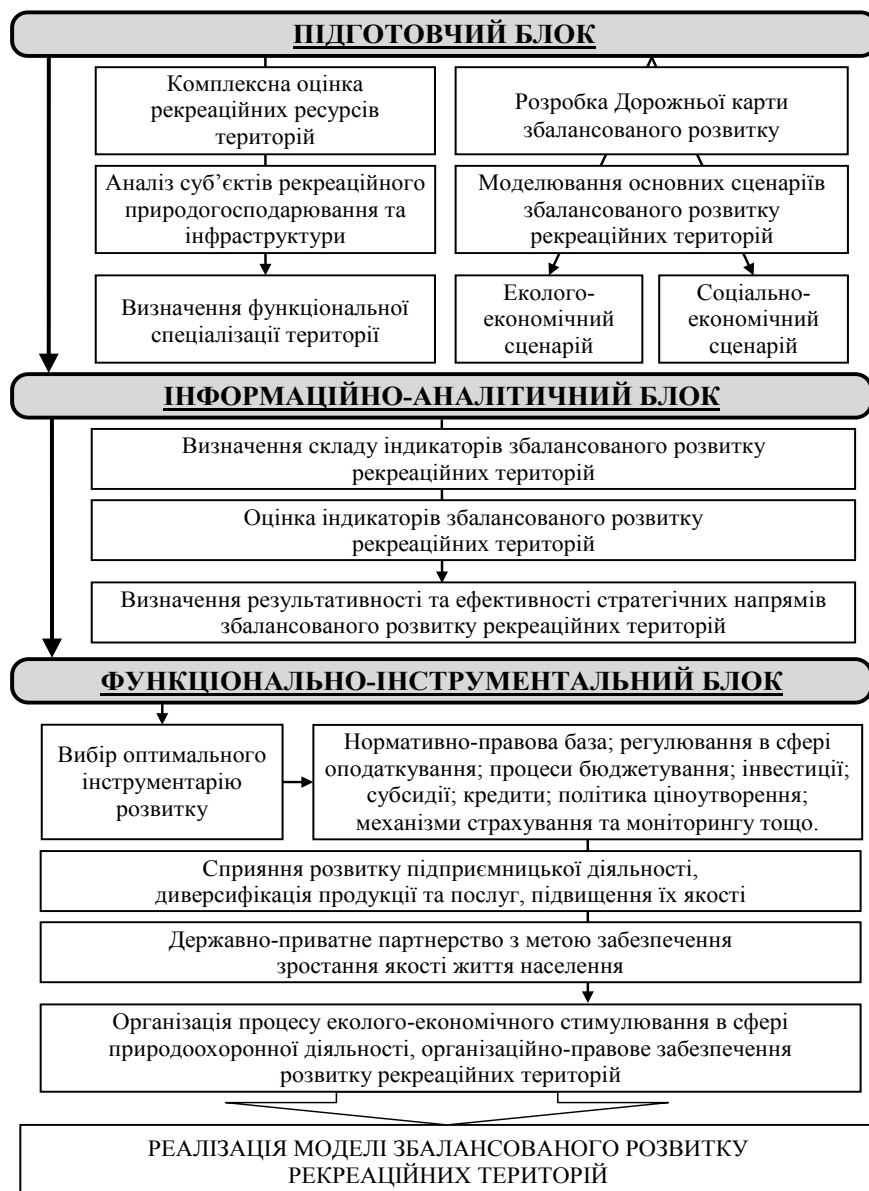 ПІДГОТОВЧИЙ БЛОК
Комплексна оцінка
рекреаційних ресурсів
територій
Аналіз суб’єктів рекреаційного
природогосподарювання та
інфраструктури
Визначення функціональної
спеціалізації території
Розробка Дорожньої карти
збалансованого розвитку
Моделювання основних сценаріїв
збалансованого розвитку
рекреаційних територій
Еколого-
економічний
сценарій
Соціально-
економічний
сценарій
ІНФОРМАЦІЙНО-АНАЛІТИЧНИЙ БЛОК
Визначення складу індикаторів збалансованого розвитку
рекреаційних територій
Оцінка індикаторів збалансованого розвитку
рекреаційних територій
Визначення результативності та ефективності стратегічних напрямів
збалансованого розвитку рекреаційних територій
ФУНКЦІОНАЛЬНО-ІНСТРУМЕНТАЛЬНИЙ БЛОК
Вибір оптимального
інструментарію
розвитку
Нормативно-правова база; регулювання в сфері
оподаткування; процеси бюджетування; інвестиції;
субсидії; кредити; політика ціноутворення;
механізми страхування та моніторингу тощо.
Сприяння розвитку підприємницької діяльності,
диверсифікація продукції та послуг, підвищення їх якості
Державно-приватне партнерство з метою забезпечення
зростання якості життя населення
Організація процесу еколого-економічного стимулювання в сфері
природоохоронної діяльності, організаційно-правове забезпечення
розвитку рекреаційних територій
РЕАЛІЗАЦІЯ МОДЕЛІ ЗБАЛАНСОВАНОГО РОЗВИТКУ
РЕКРЕАЦІЙНИХ ТЕРИТОРІЙ